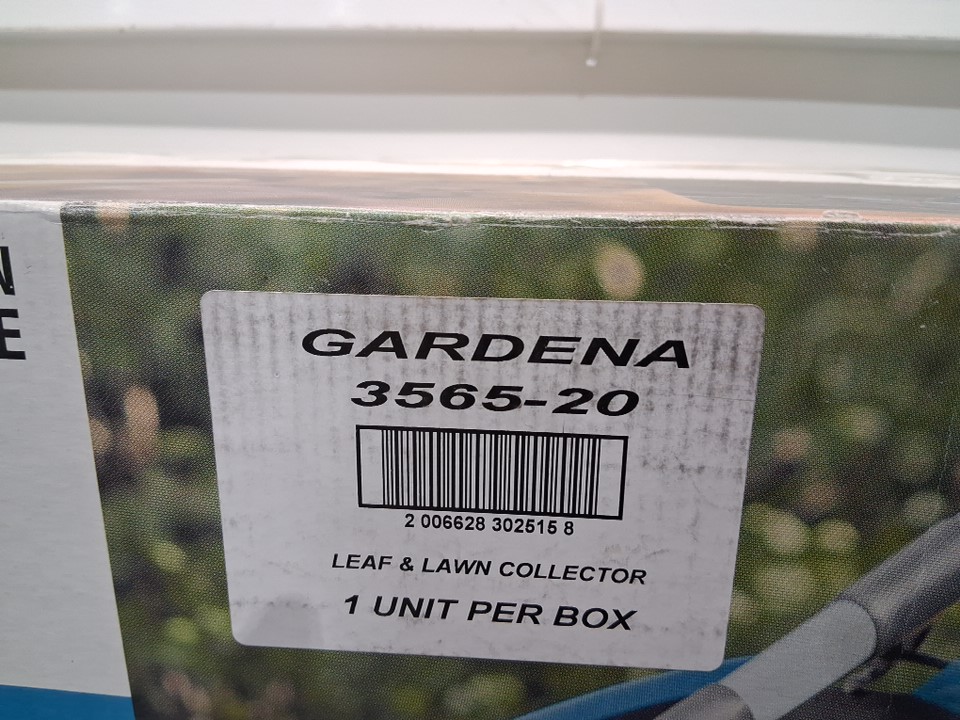 N
E
GARDENA
3565-20
2 006628 302515 8
LEAF & LAWN COLLECTOR
1 UNIT PER BOX